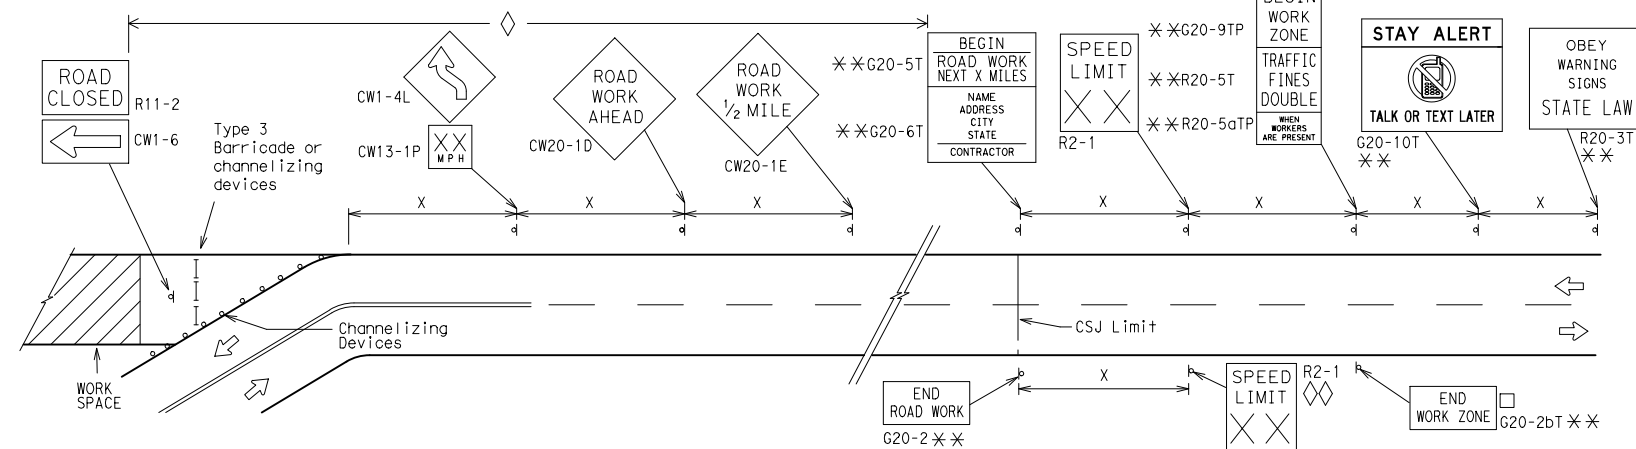 ROAD
CLOSED
R11-2
CW1-6
Type 3
Barricade or
channelizing
devices
CW1-4L
CW13-1P
XX
MPH
ROAD
WORK
AHEAD
CW20-1D
ROAD
WORK
1/2 MILE
CW20-1E
**G20-5T
**G20-6T
BEGIN
ROAD WORK
NEXT X MILES
NAME
ADDRESS
CITY
STATE
CONTRACTOR
SPEED
LIMIT
XX
R2-1
**G20-9TP
**R20-5T
**R20-5aTP
BEGIN
WORK
ZONE
TRAFFIC
FINES
DOUBLE
WHEN
WORKERS
ARE PRESENT
STAY ALERT
TALK OR TEXT LATER
G20-10T
**
OBEY
WARNING
SIGNS
STATE LAW
R20-3T
**
X
X
X
X
X
X
X
Channelizing
Devices
WORK
SPACE
CSJ Limit
END
ROAD WORK
G20-2**
X
SPEED
LIMIT
XX
R2-1
END
WORK ZONE
G20-2bT**